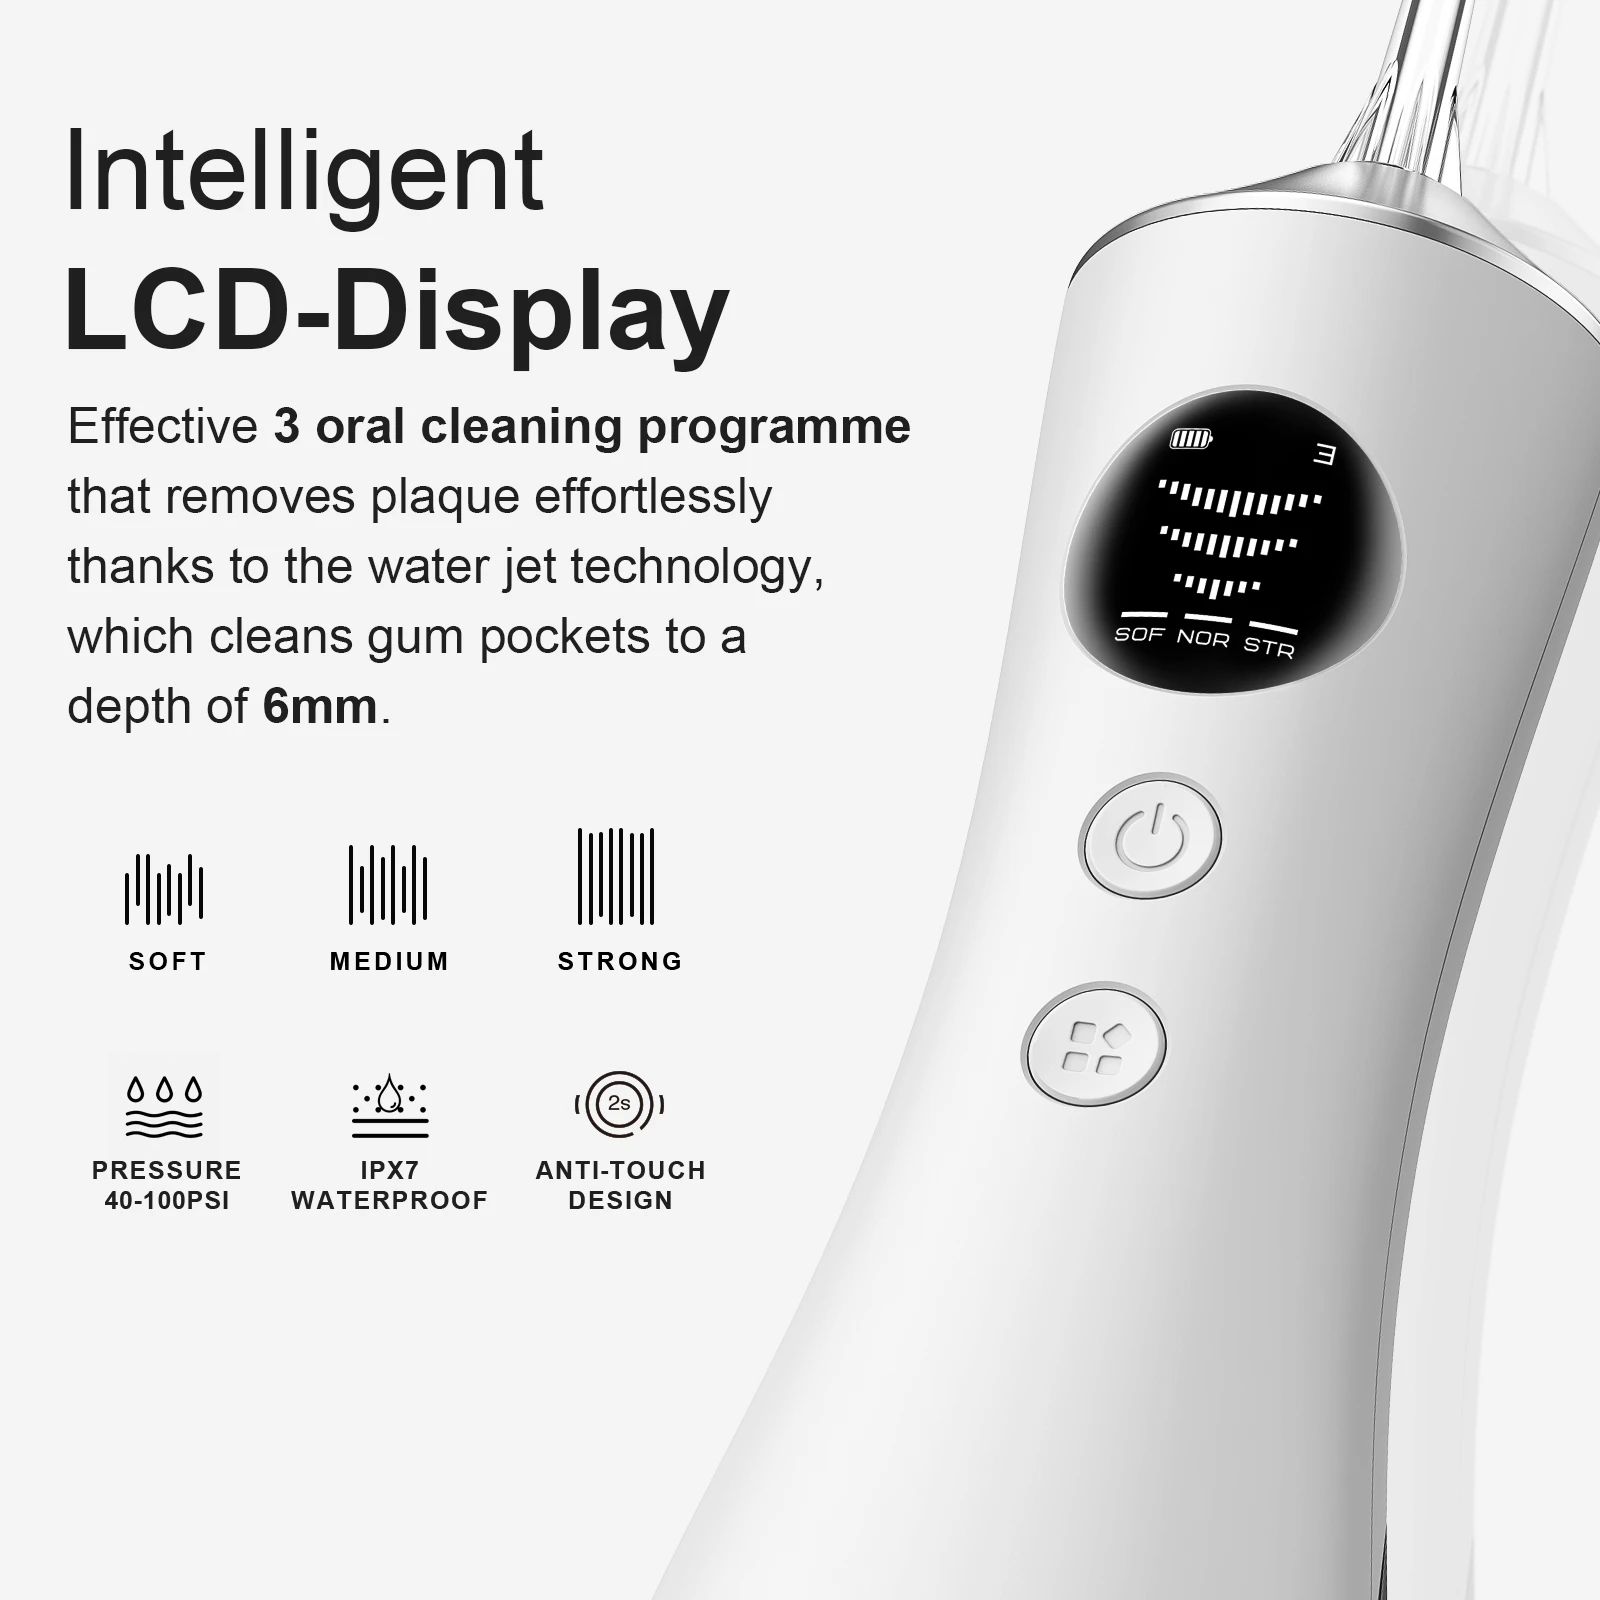 Intelligent
LCD-Display
Effective 3 oral cleaning programme
that removes plaque effortlessly
thanks to the water jet technology,
which cleans gum pockets to a
depth of 6mm.
SOFT
MEDIUM
STRONG
2s
PRESSURE
40-100PSI
IPX7
WATERPROOF
ANTI-TOUCH
DESIGN
3
SOF NOR STR